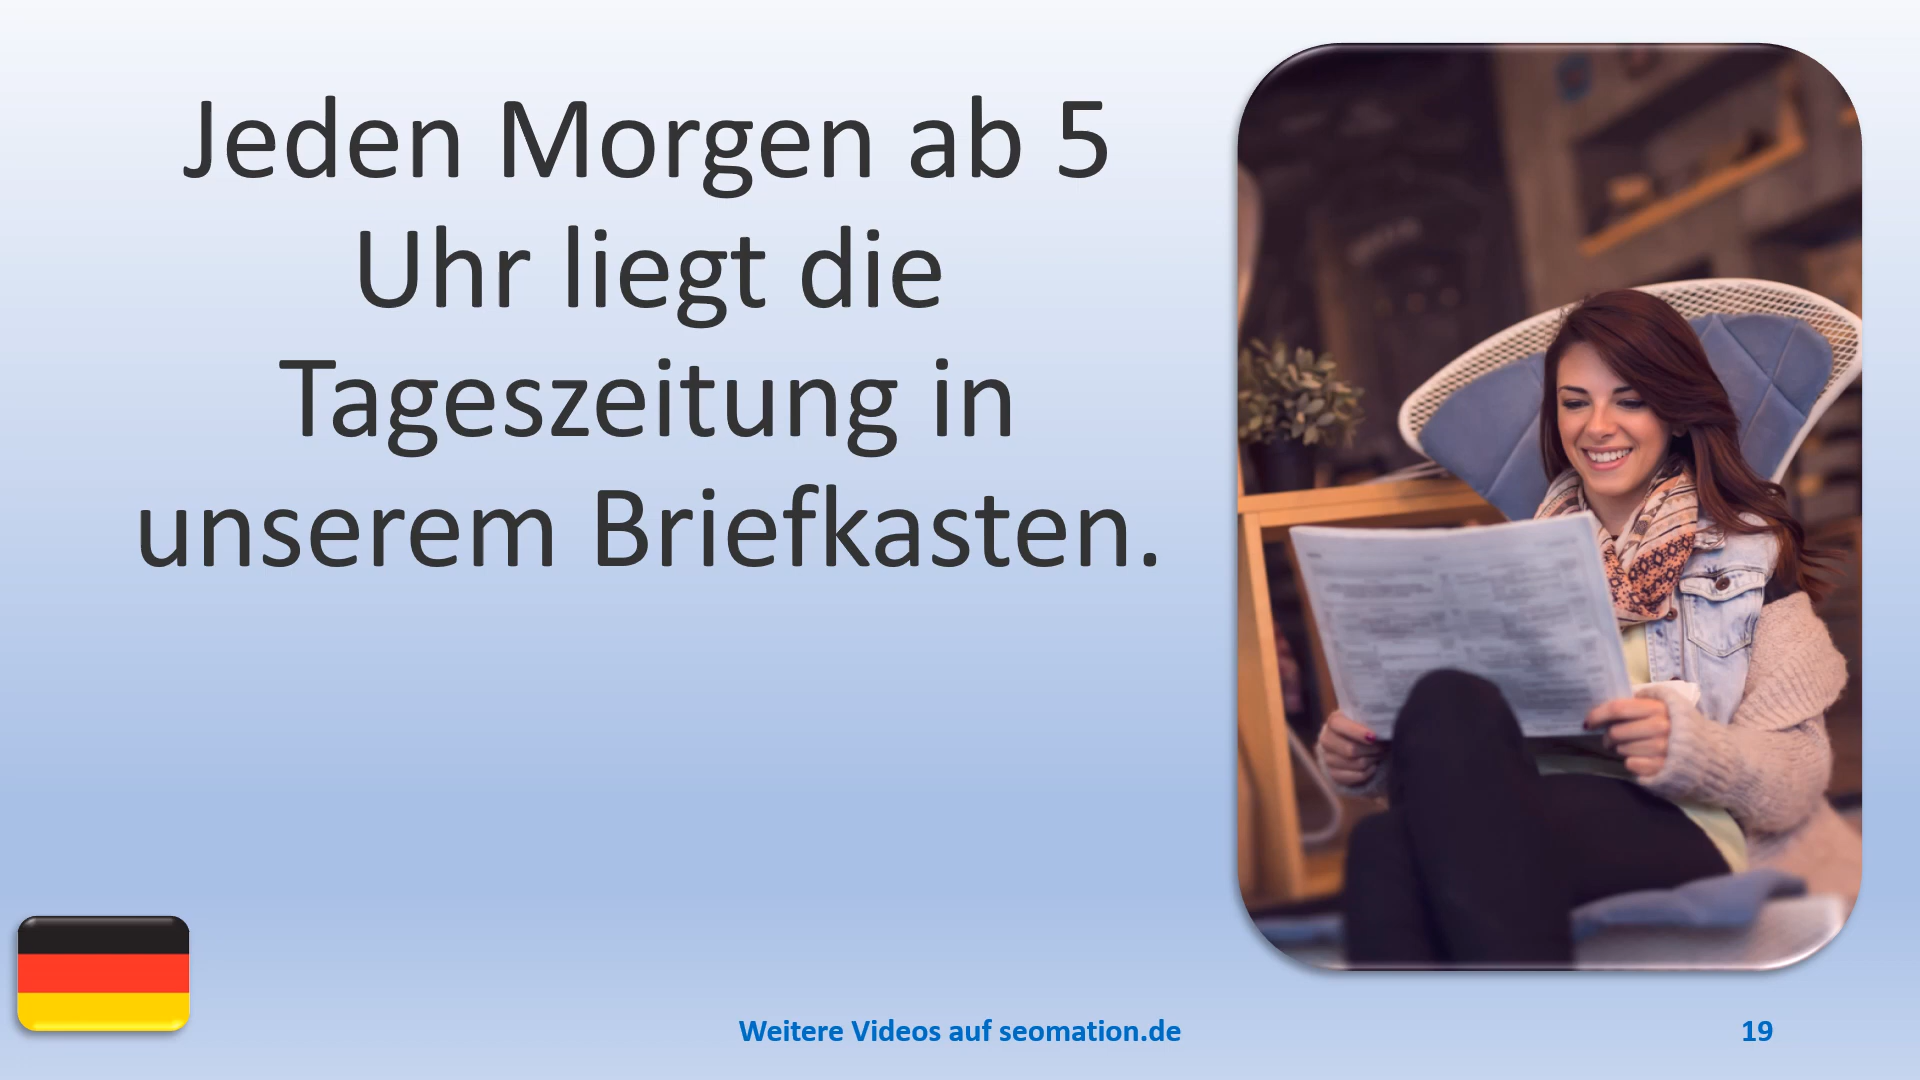 Jeden Morgen ab 5
Uhr liegt die
Tageszeitung in
unserem Briefkasten.
Weitere Videos auf seomation.de
19